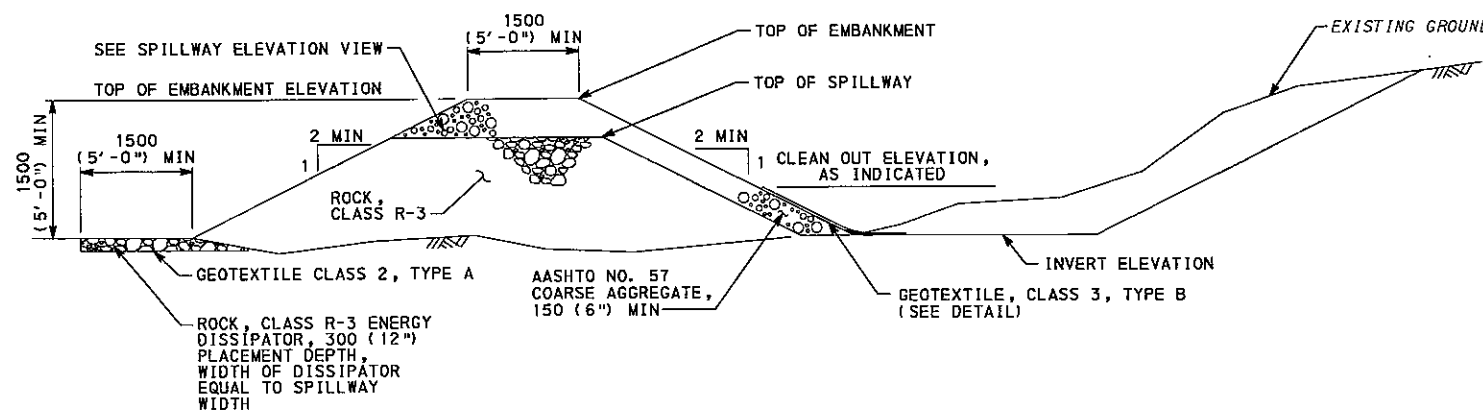 1500
(5'-0") MIN
SEE SPILLWAY ELEVATION VIEW
TOP OF EMBANKMENT
EXISTING GROUND
TOP OF EMBANKMENT ELEVATION
TOP OF SPILLWAY
1500
(5'-0") MIN
1500
(5'-0") MIN
2 MIN
1
2 MIN
1
CLEAN OUT ELEVATION,
AS INDICATED
ROCK,
CLASS R-3
GEOTEXTILE CLASS 2, TYPE A
AASHTO NO. 57
COARSE AGGREGATE,
150 (6") MIN
INVERT ELEVATION
GEOTEXTILE, CLASS 3, TYPE B
(SEE DETAIL)
ROCK, CLASS R-3 ENERGY
DISSIPATOR, 300 (12")
PLACEMENT DEPTH,
WIDTH OF DISSIPATOR
EQUAL TO SPILLWAY
WIDTH